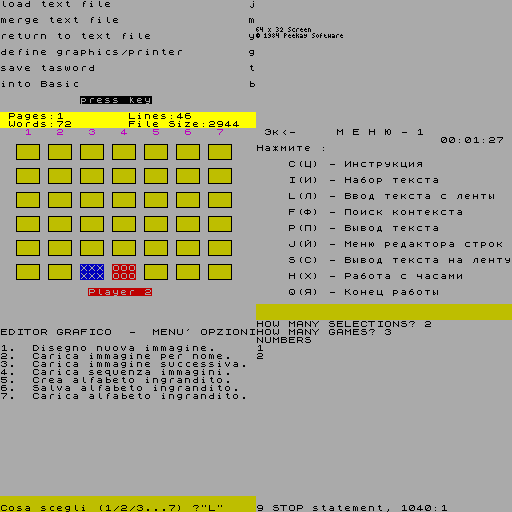 load text file j
merge text file m
return to text file y
define graphics/printer g
save tasword t
into Basic b
press key
Pages:1 Lines:46
Words:72 File Size:2944
1 2 3 4 5 6 7
Player 2
64 x 32 Screen
© 1984 Peekay Software
Эк<- МЕНЮ-1
00:01:27
Нажмите :
C(Ц) - Инструкция
I(И) - Набор текста
L(Л) - Ввод текста с ленты
F(Ф) - Поиск контекста
P(П) - Вывод текста
J(Й) - Меню редактора строк
S(С) - Вывод текста на ленту
H(Х) - Работа с часами
Q(Я) - Конец работы
EDITOR GRAFICO - MENU' OPZIONI
1. Disegno nuova immagine.
2. Carica immagine per nome.
3. Carica immagine successiva.
4. Carica sequenza immagini.
5. Crea alfabeto ingrandito.
6. Salva alfabeto ingrandito.
7. Carica alfabeto ingrandito.
Cosa scegli (1/2/3...7) ?"L"
HOW MANY SELECTIONS? 2
HOW MANY GAMES? 3
NUMBERS
1
2
9 STOP statement, 1040:1